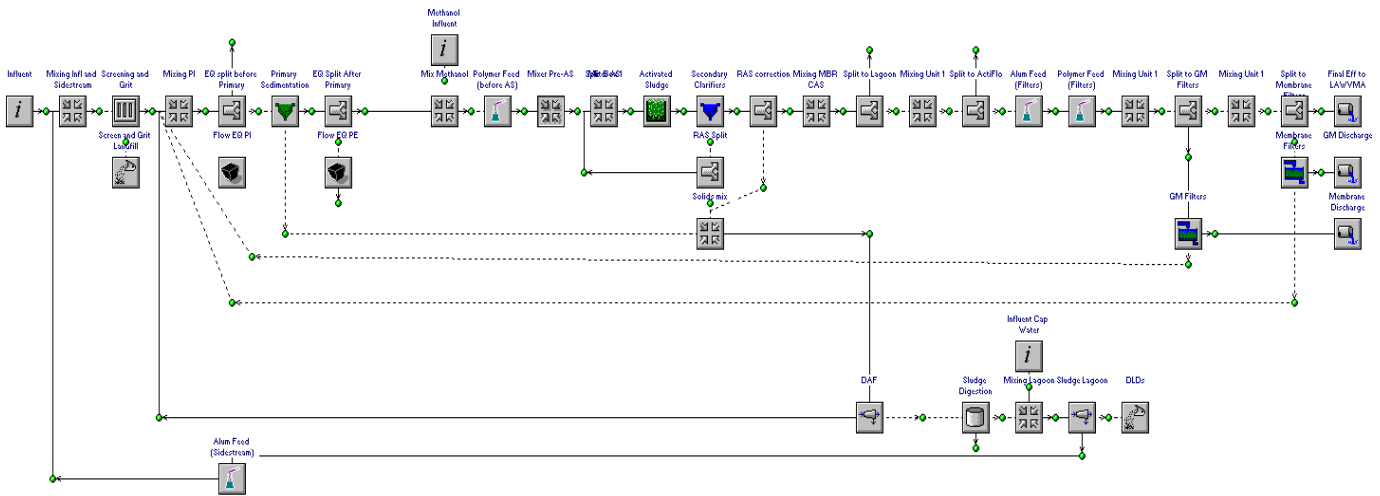 Methanol
Influent
Influent
Mixing Infl and
Sidestream
Screening and
Grit
Mixing PI
EQ split before
Primary
Primary
Sedimentation
EQ Split After
Primary
Mix Methanol
Polymer Feed
(before AS)
Mixer Pre-AS
Activated
Sludge
Secondary
Clarifiers
RAS correction
Mixing MBR
CAS
Split to Lagoon
Mixing Unit 1
Split to ActiFlo
Alum Feed
(Filters)
Polymer Feed
(Filters)
Mixing Unit 1
Split to GM
Filters
Mixing Unit 1
Split to
Membrane
Final Eff to
LAWVMA
Screen and Grit
Landfill
Flow EQ PI
Flow EQ PE
RAS Split
Membrane
Filters
GM Discharge
Solids mix
GM Filters
Membrane
Discharge
Influent Cap
Water
DAF
Sludge
Digestion
Mixing Lagoon
Sludge Lagoon
DLDs
Alum Feed
(Sidestream)